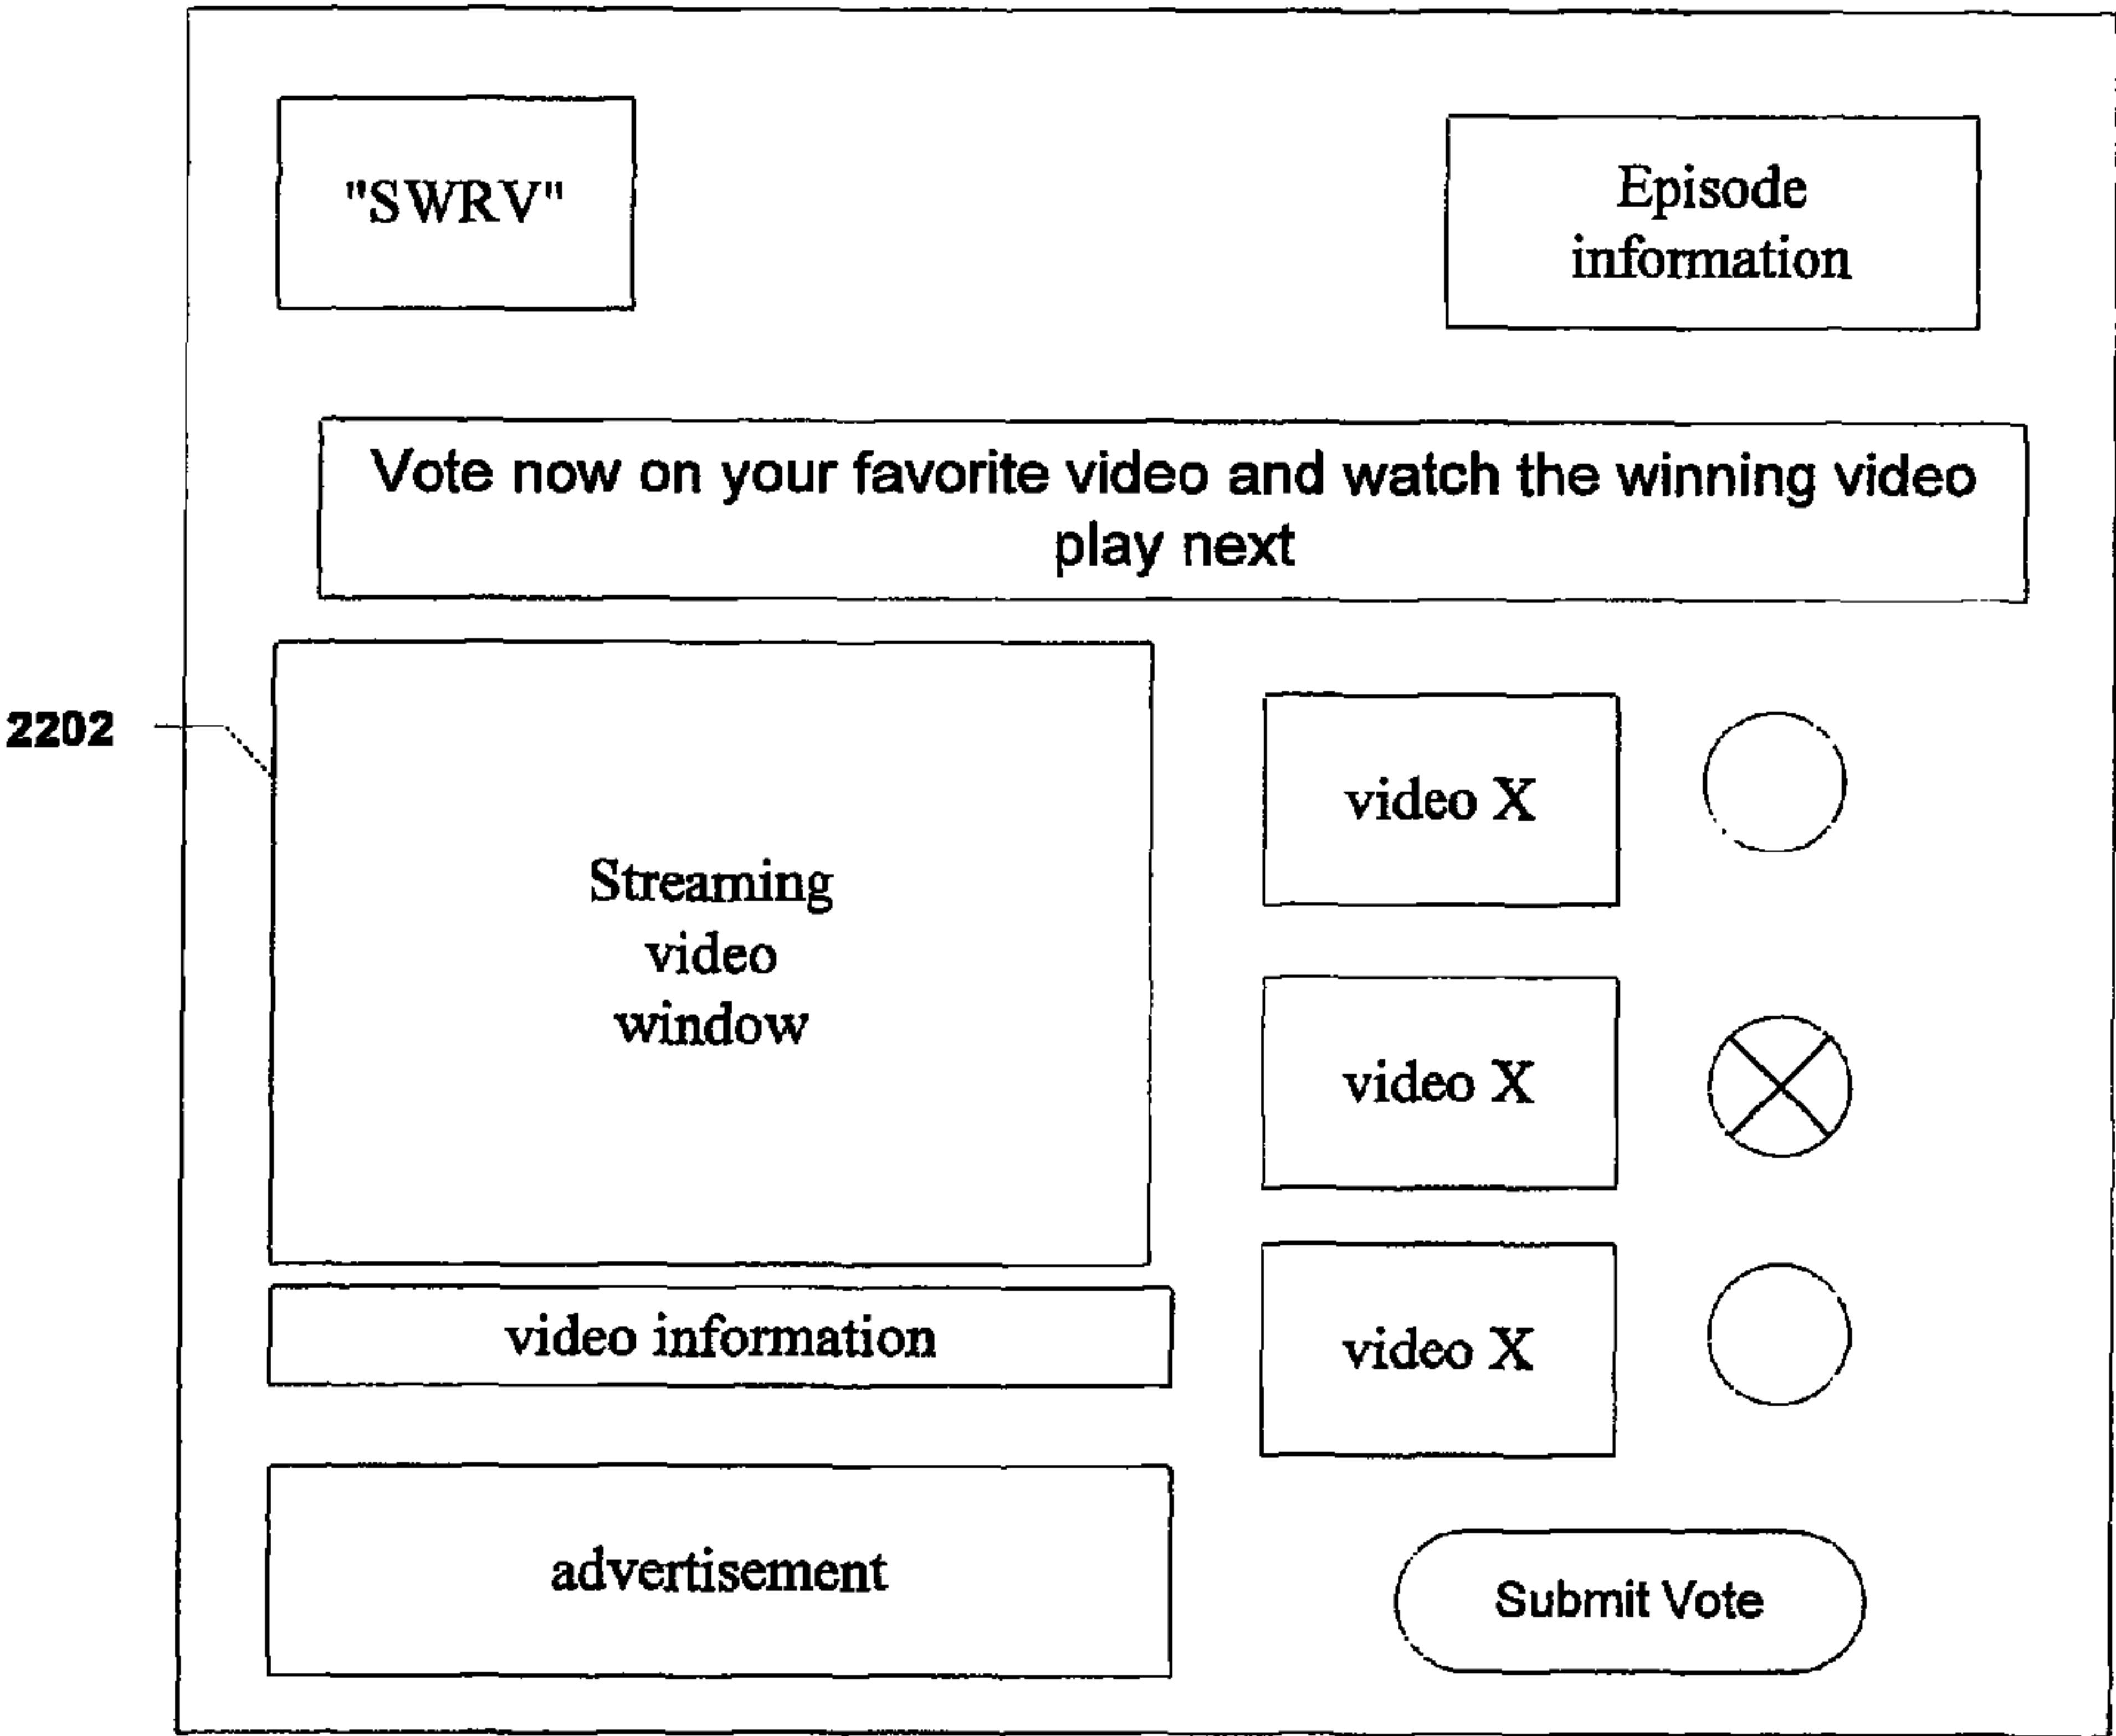 "SWRV"
Episode
information
Vote now on your favorite video and watch the winning video
play next
2202
Streaming
video
window
video X
video X
video X
video information
advertisement
Submit Vote